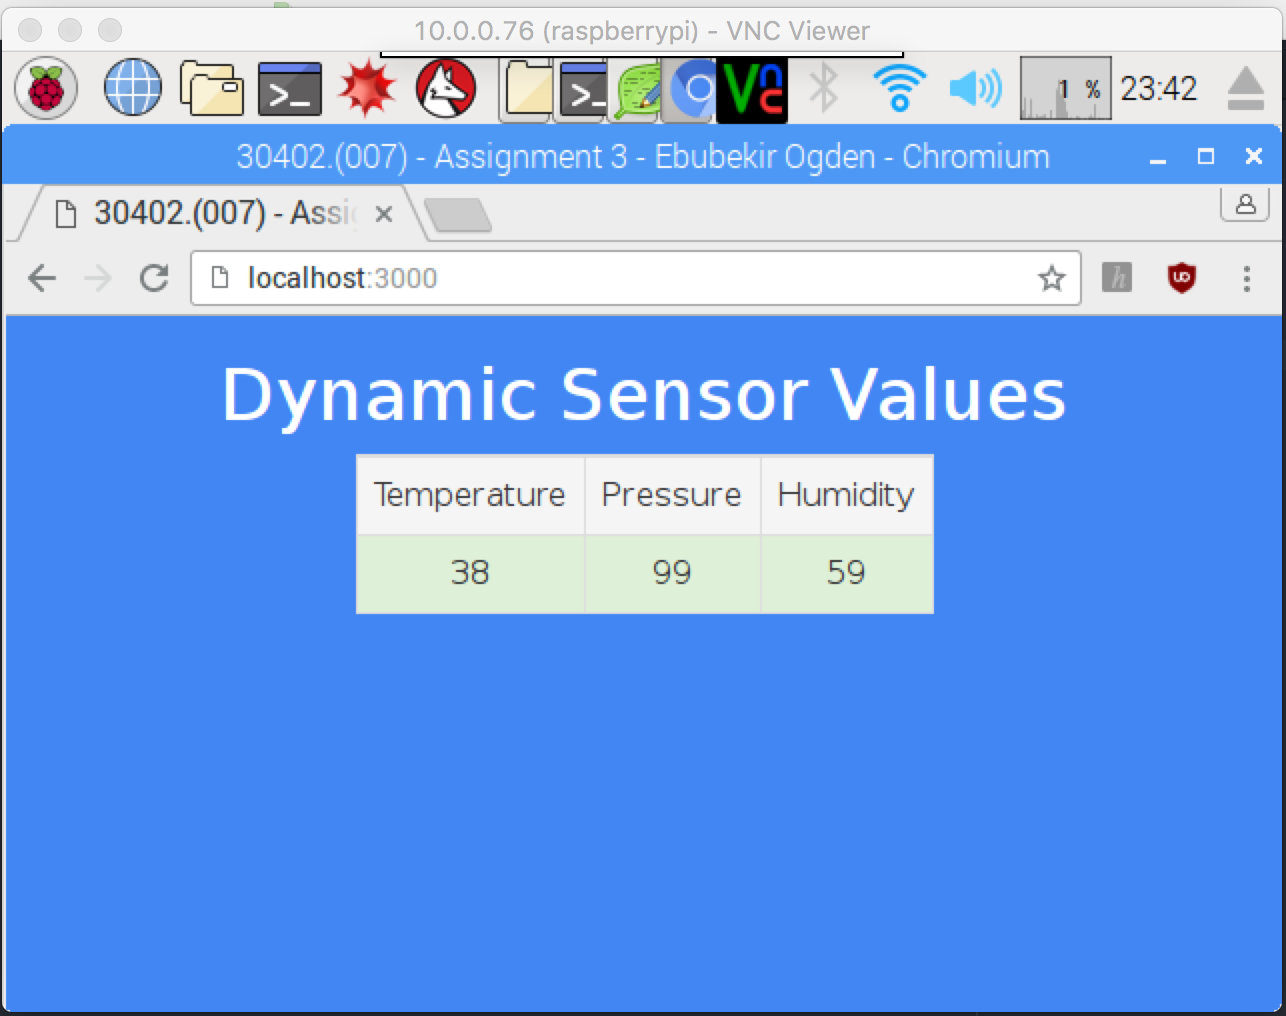 10.0.0.76 (raspberrypi) - VNC Viewer
1 % 23:42
30402.(007) - Assignment 3 - Ebubekir Ogden - Chromium
30402.(007) - Assi
localhost:3000
Dynamic Sensor Values
Temperature Pressure Humidity
38 99 59